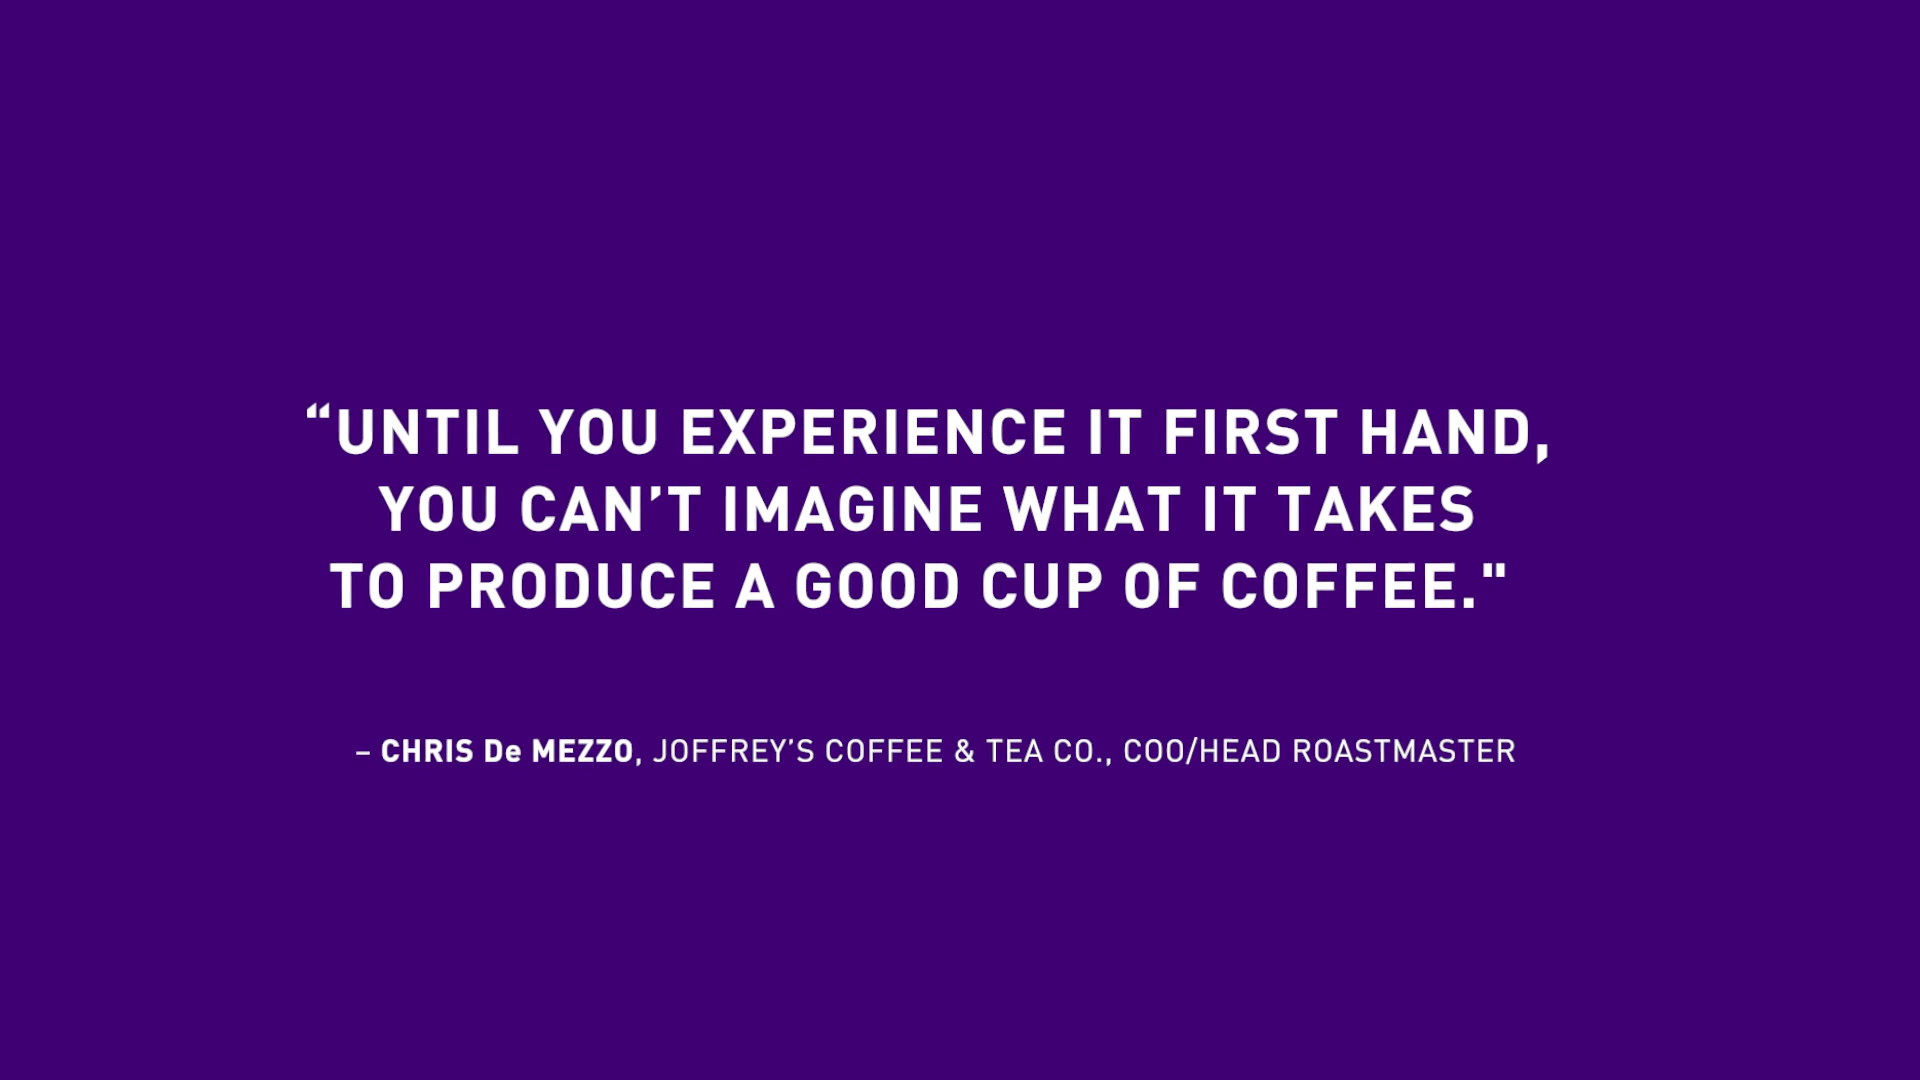 “UNTIL YOU EXPERIENCE IT FIRST HAND,
YOU CAN’T IMAGINE WHAT IT TAKES
TO PRODUCE A GOOD CUP OF COFFEE."
– CHRIS De MEZZO, JOFFREY’S COFFEE & TEA CO., COO/HEAD ROASTMASTER